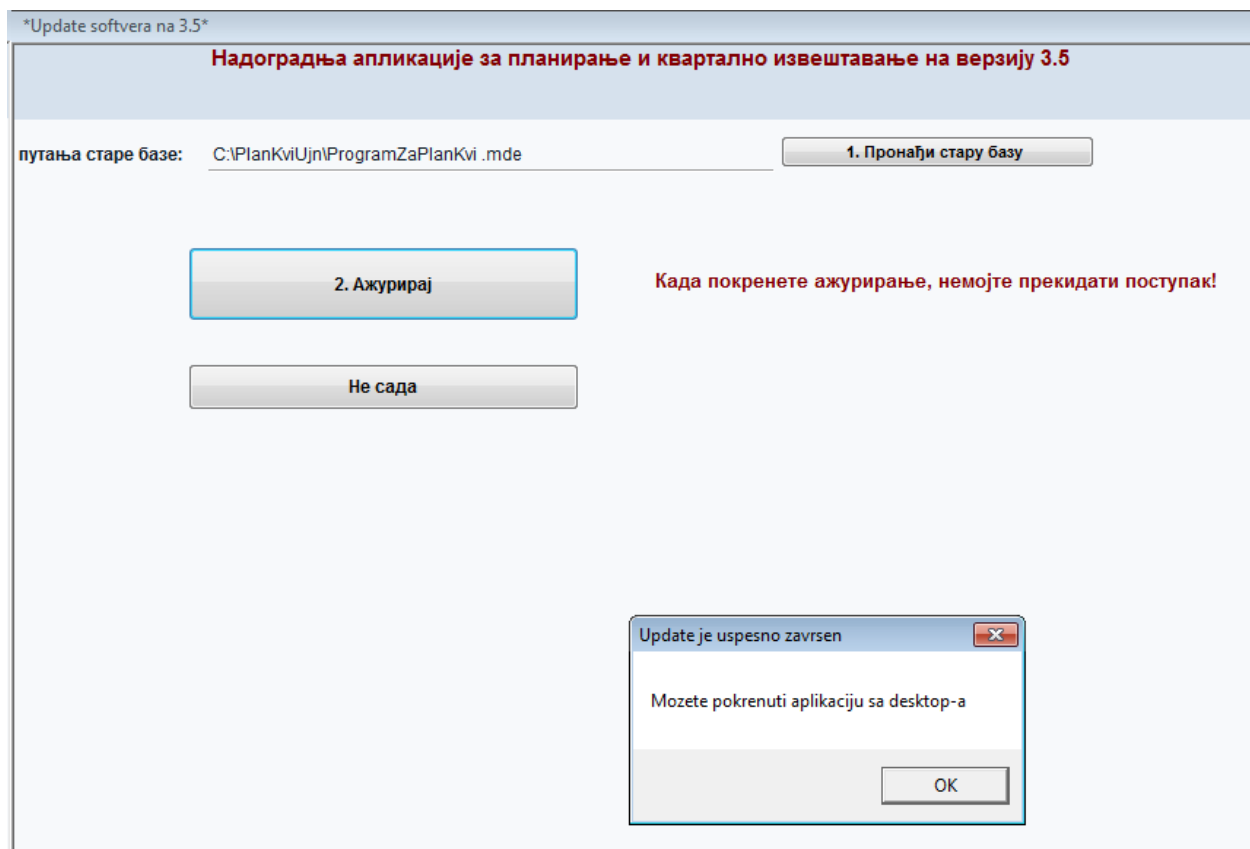 *Update softvera na 3.5*
Надоградња апликације за планирање и квартално извештавање на верзију 3.5
путања старе базе: C:\PlanKviUjn\ProgramZaPlanKvi .mde 1. Пронађи стару базу
2. Ажурирај
Када покренете ажурирање, немојте прекидати поступак!
Не сада
Update je uspesno zavrsen
Mozete pokrenuti aplikaciju sa desktop-a
OK